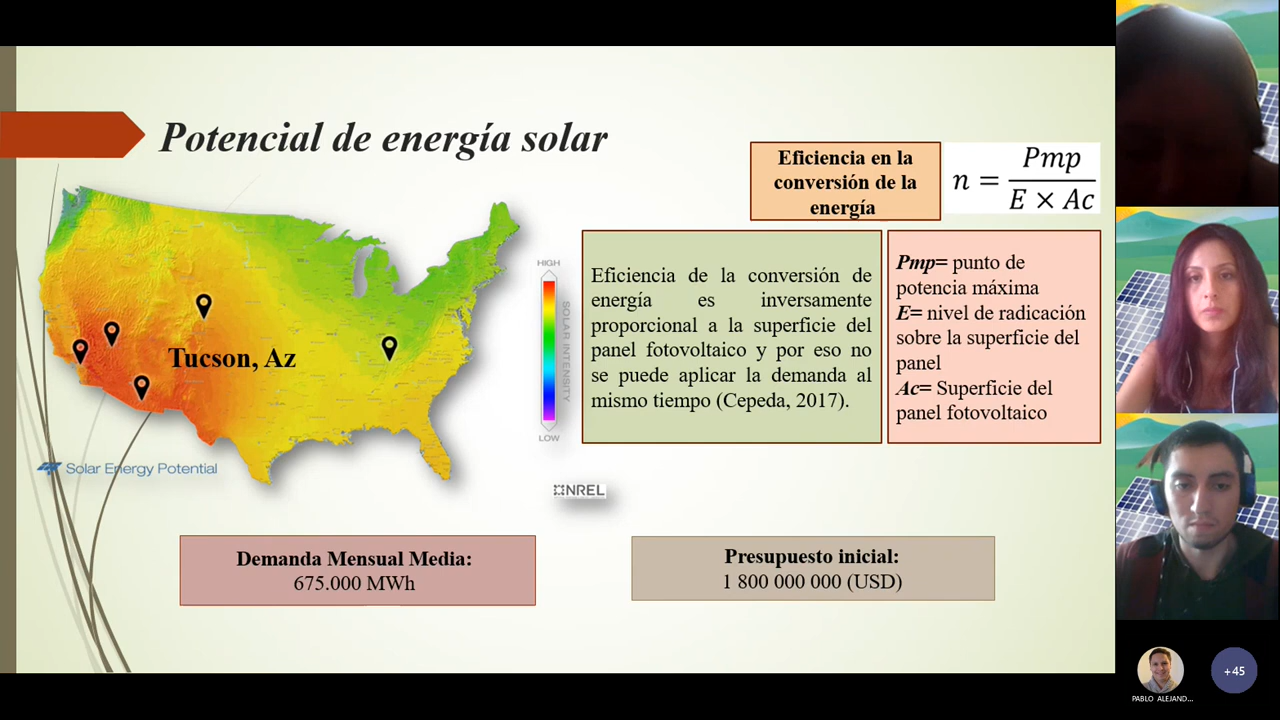 Potencial de energía solar
Eficiencia en la
conversión de la
energía
n = Pmp / E × Ac
HIGH
SOLAR INTENSITY
LOW
Tucson, Az
Solar Energy Potential
NREL
Eficiencia de la conversión de
energía es inversamente
proporcional a la superficie del
panel fotovoltaico y por eso no
se puede aplicar la demanda al
mismo tiempo (Cepeda, 2017).
Pmp= punto de
potencia máxima
E= nivel de radicación
sobre la superficie del
panel
Ac= Superficie del
panel fotovoltaico
Demanda Mensual Media:
675.000 MWh
Presupuesto inicial:
1 800 000 000 (USD)
+45
PABLO ALEJAND...